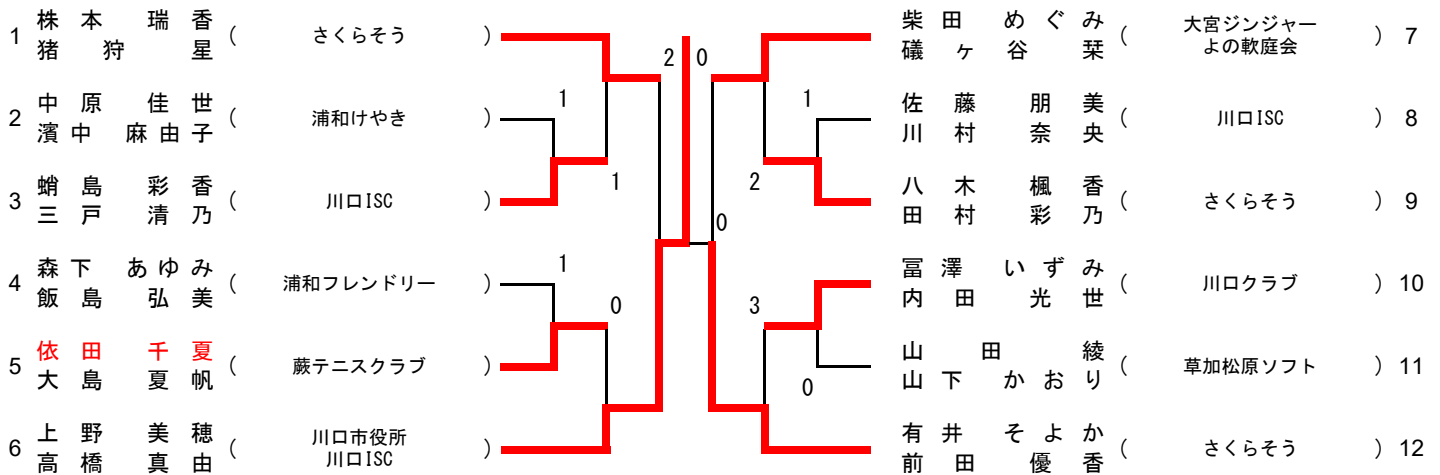 1 株本 瑞香 ( さくらそう )
猪狩 星
2 中原 佳世 ( 浦和けやき )
濱中 麻由子
3 蛸島 彩香 ( 川口ISC )
三戸 清乃
4 森下 あゆみ ( 浦和フレンドリー )
飯島 弘美
5 依田 千夏 ( 蕨テニスクラブ )
大島 夏帆
6 上野 美穂 ( 川口市役所 川口ISC )
高橋 真由
1
1
1
0
2 0
0
1
2
3
0
柴田 めぐみ ( 大宮ジンジャー よの軟庭会 ) 7
礒ヶ谷 栞
佐藤 朋美 ( 川口ISC ) 8
川村 奈央
八木 楓香 ( さくらそう ) 9
田村 彩乃
冨澤 いずみ ( 川口クラブ ) 10
内田 光世
山田 綾 ( 草加松原ソフト ) 11
山下 かおり
有井 そよか ( さくらそう ) 12
前田 優香